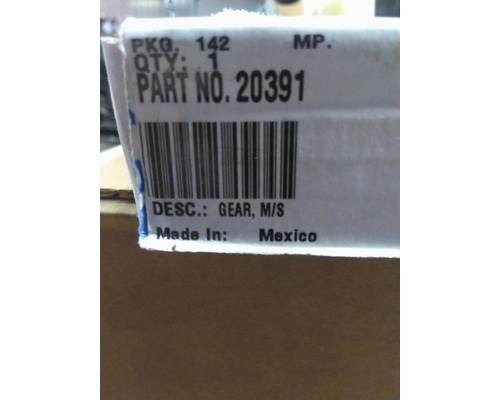 PKG. 142 MP.
QTY: 1
PART NO. 20391
DESC.: GEAR, M/S
Made In: Mexico